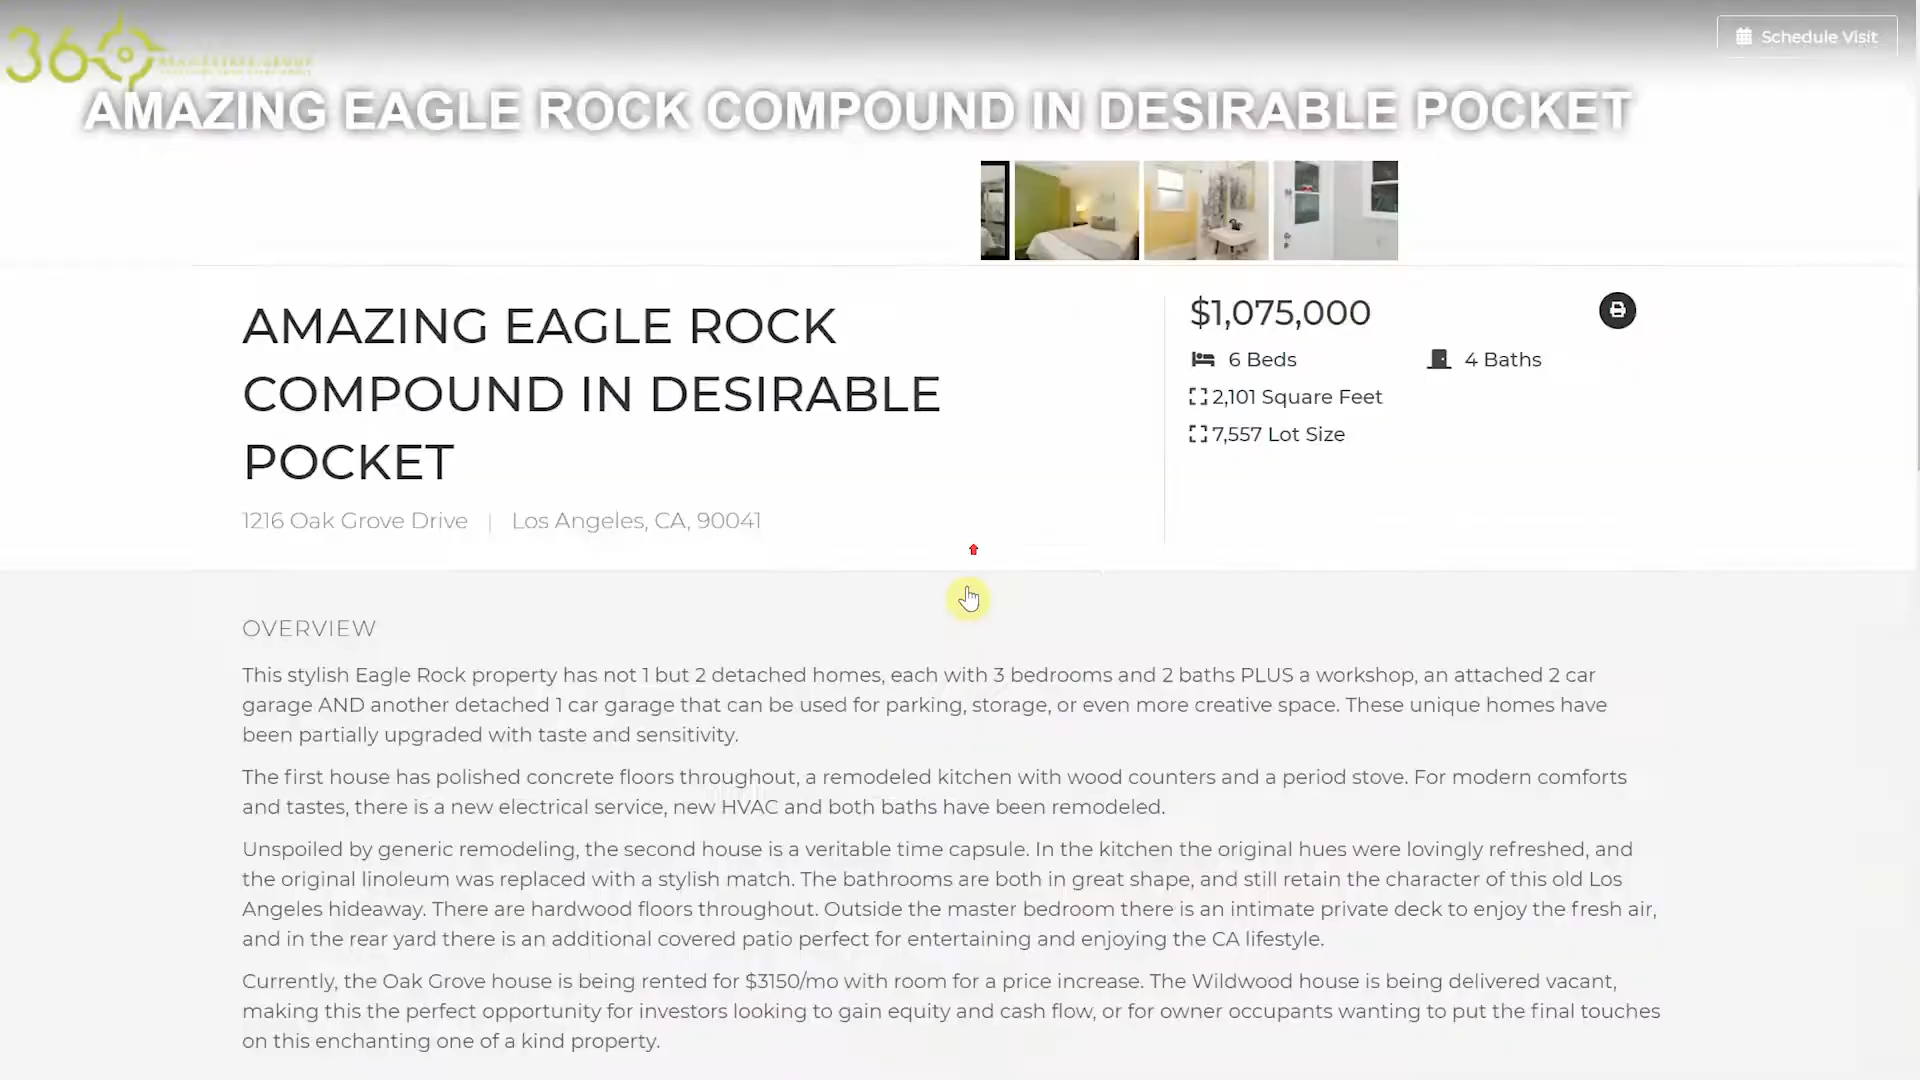 360
Schedule Visit
AMAZING EAGLE ROCK COMPOUND IN DESIRABLE POCKET
AMAZING EAGLE ROCK
COMPOUND IN DESIRABLE
POCKET
1216 Oak Grove Drive | Los Angeles, CA, 90041
$1,075,000
6 Beds 4 Baths
2,101 Square Feet
7,557 Lot Size
OVERVIEW
This stylish Eagle Rock property has not 1 but 2 detached homes, each with 3 bedrooms and 2 baths PLUS a workshop, an attached 2 car
garage AND another detached 1 car garage that can be used for parking, storage, or even more creative space. These unique homes have
been partially upgraded with taste and sensitivity.
The first house has polished concrete floors throughout, a remodeled kitchen with wood counters and a period stove. For modern comforts
and tastes, there is a new electrical service, new HVAC and both baths have been remodeled.
Unspoiled by generic remodeling, the second house is a veritable time capsule. In the kitchen the original hues were lovingly refreshed, and
the original linoleum was replaced with a stylish match. The bathrooms are both in great shape, and still retain the character of this old Los
Angeles hideaway. There are hardwood floors throughout. Outside the master bedroom there is an intimate private deck to enjoy the fresh air,
and in the rear yard there is an additional covered patio perfect for entertaining and enjoying the CA lifestyle.
Currently, the Oak Grove house is being rented for $3150/mo with room for a price increase. The Wildwood house is being delivered vacant,
making this the perfect opportunity for investors looking to gain equity and cash flow, or for owner occupants wanting to put the final touches
on this enchanting one of a kind property.